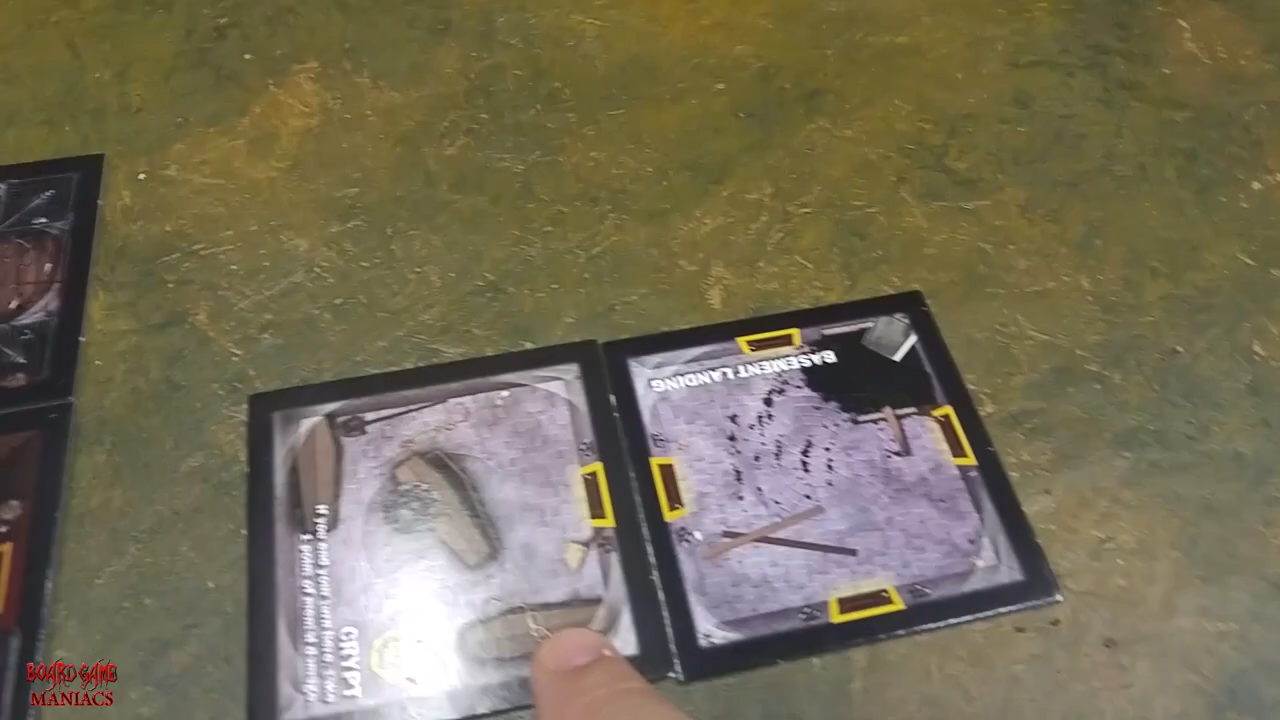 BASEMENT LANDING
CRYPT
If you end your turn here, take
1 point of mental damage.
BOARD GAME
MANIACS